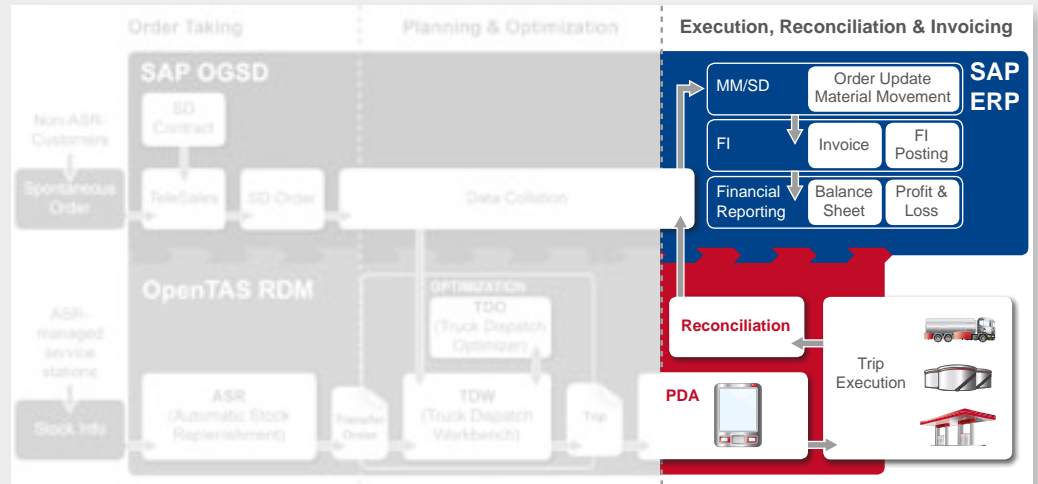 Order Taking
Planning & Optimization
Execution, Reconciliation & Invoicing
SAP OGSD
SD
Contract
Non-ASR-
Customers
Spontaneous
Order
TeleSales
SD Order
Data Collation
SAP
ERP
MM/SD
Order Update
Material Movement
FI
Invoice
FI
Posting
Financial
Reporting
Balance
Sheet
Profit &
Loss
OpenTAS RDM
OPTIMIZATION
TDO
(Truck Dispatch
Optimizer)
ASR-
managed
service
stations
Stock Info
ASR
(Automatic Stock
Replenishment)
Transfer
Order
TDW
(Truck Dispatch
Workbench)
Trip
Reconciliation
PDA
Trip
Execution